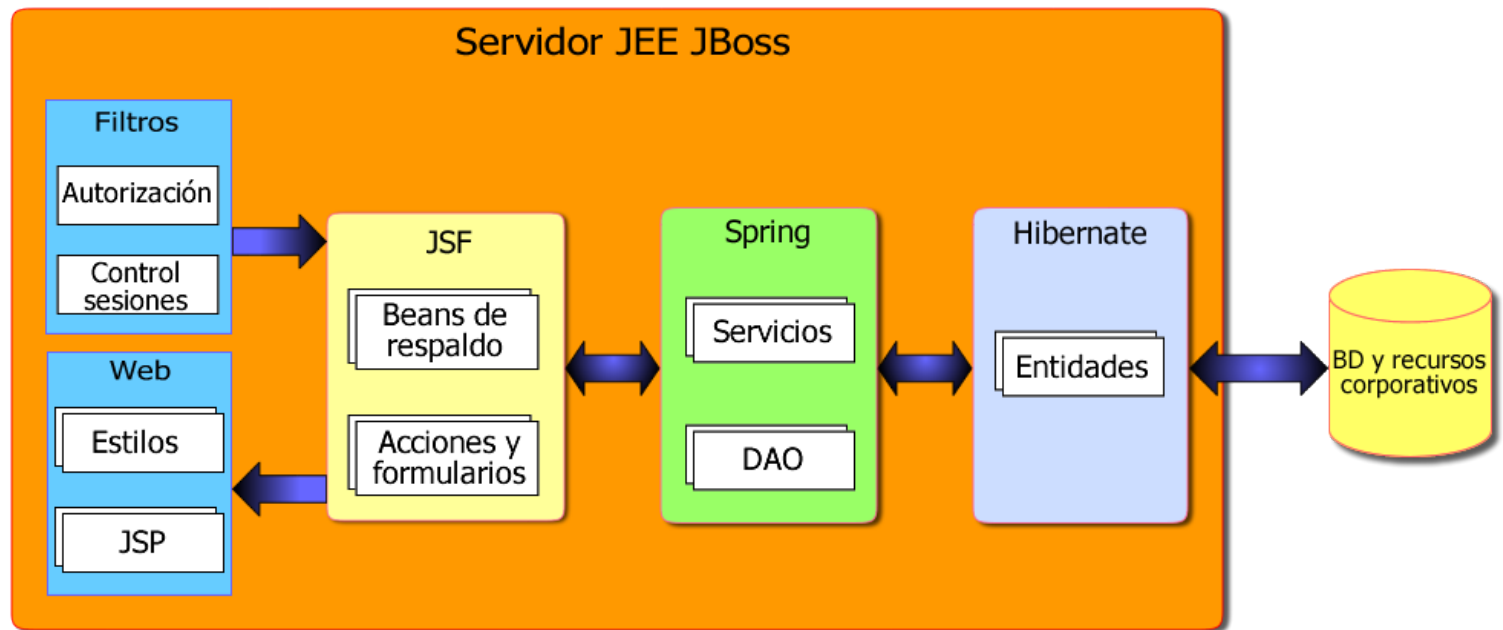 Servidor JEE JBoss
Filtros
Autorización
Control
sesiones
Web
Estilos
JSP
JSF
Beans de
respaldo
Acciones y
formularios
Spring
Servicios
DAO
Hibernate
Entidades
BD y recursos
corporativos